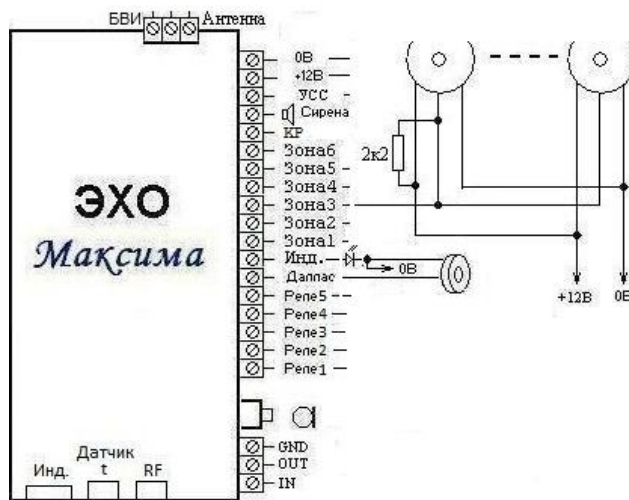 БВИ Антенна
0В
+12В
УСС
Сирена
КР
Зона6
Зона5
Зона4
Зона3
Зона2
Зона1
Инд.
0В
Даллас
Реле5
Реле4
Реле3
Реле2
Реле1
2к2
+12В 0В
ЭХО
Максима
GND
OUT
IN
Датчик
Инд. t RF